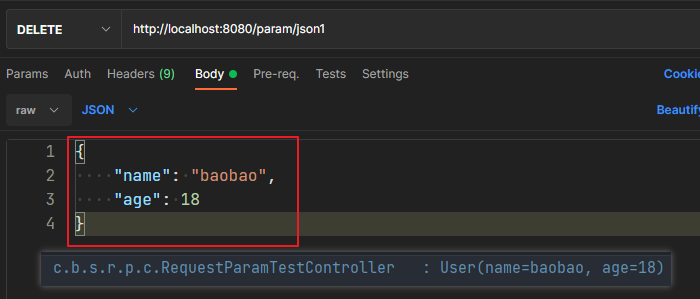 DELETE http://localhost:8080/param/json1
Params Auth Headers (9) Body Pre-req. Tests Settings Cookie
raw JSON Beautify
1 {
2 ····"name":·"baobao",
3 ····"age":·18
4 }
c.b.s.r.p.c.RequestParamTestController : User(name=baobao, age=18)